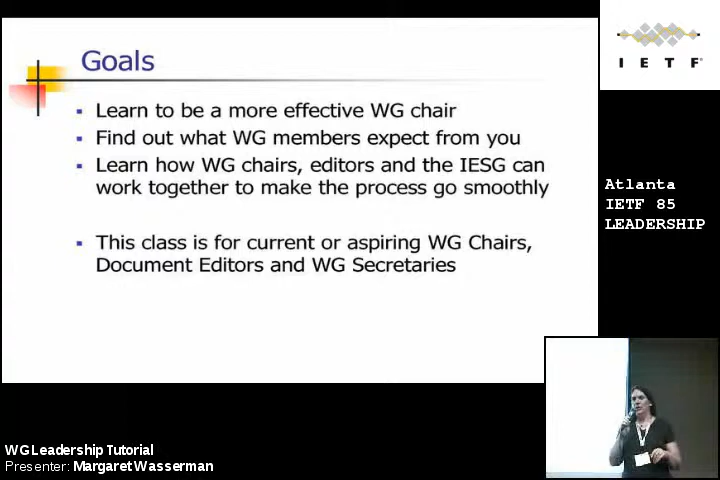 Goals
▪ Learn to be a more effective WG chair
▪ Find out what WG members expect from you
▪ Learn how WG chairs, editors and the IESG can
work together to make the process go smoothly
▪ This class is for current or aspiring WG Chairs,
Document Editors and WG Secretaries
I E T F®
Atlanta
IETF 85
LEADERSHIP
WG Leadership Tutorial
Presenter: Margaret Wasserman